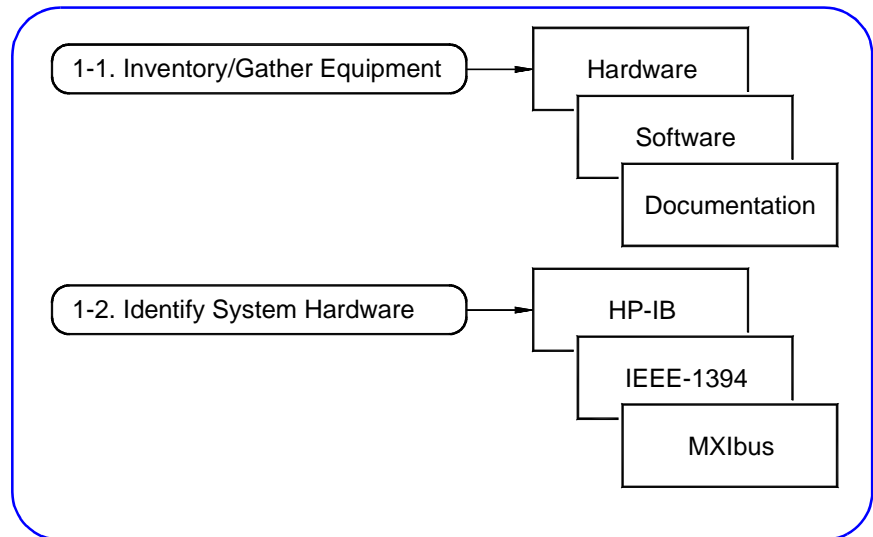 1-1. Inventory/Gather Equipment
Hardware
Software
Documentation
1-2. Identify System Hardware
HP-IB
IEEE-1394
MXIbus